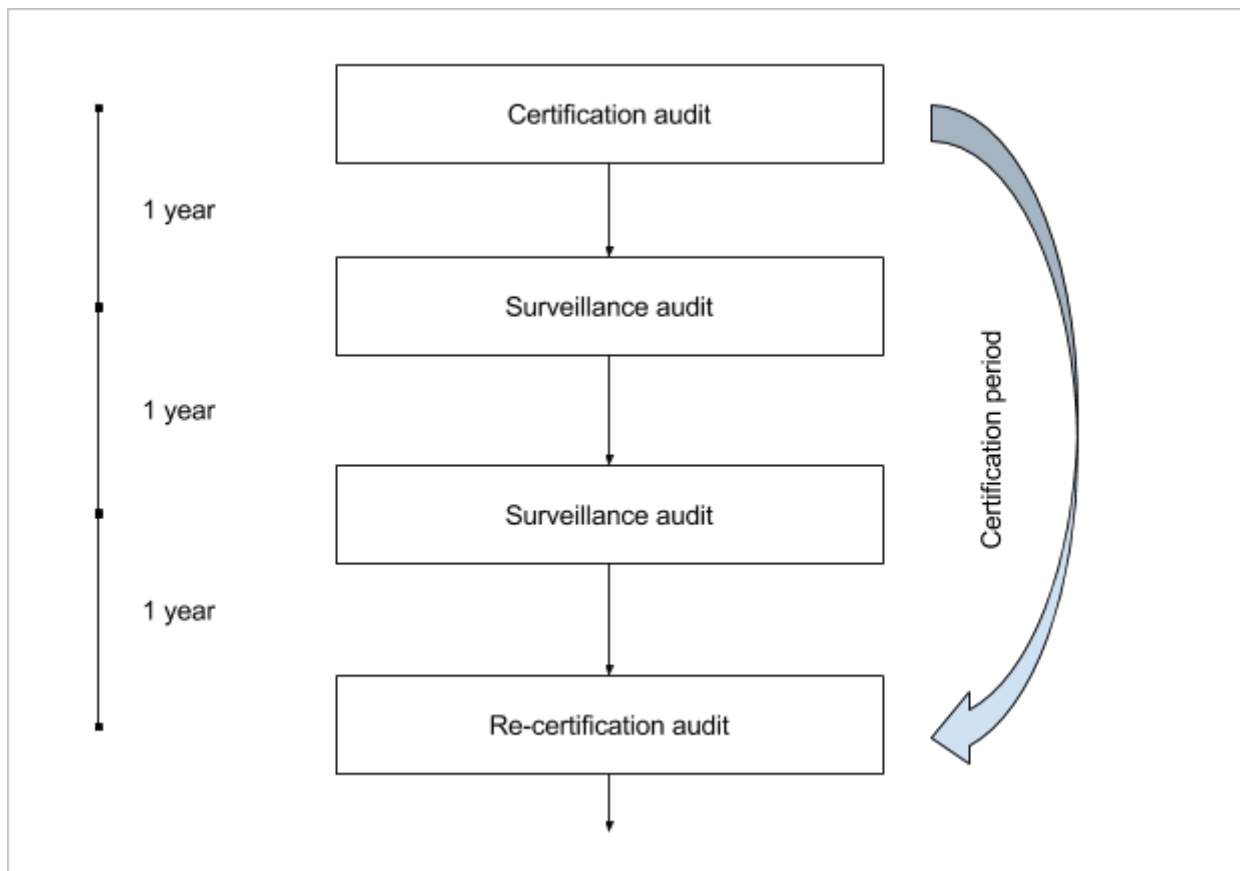 Certification audit
1 year
Surveillance audit
1 year
Certification period
Surveillance audit
1 year
Re-certification audit